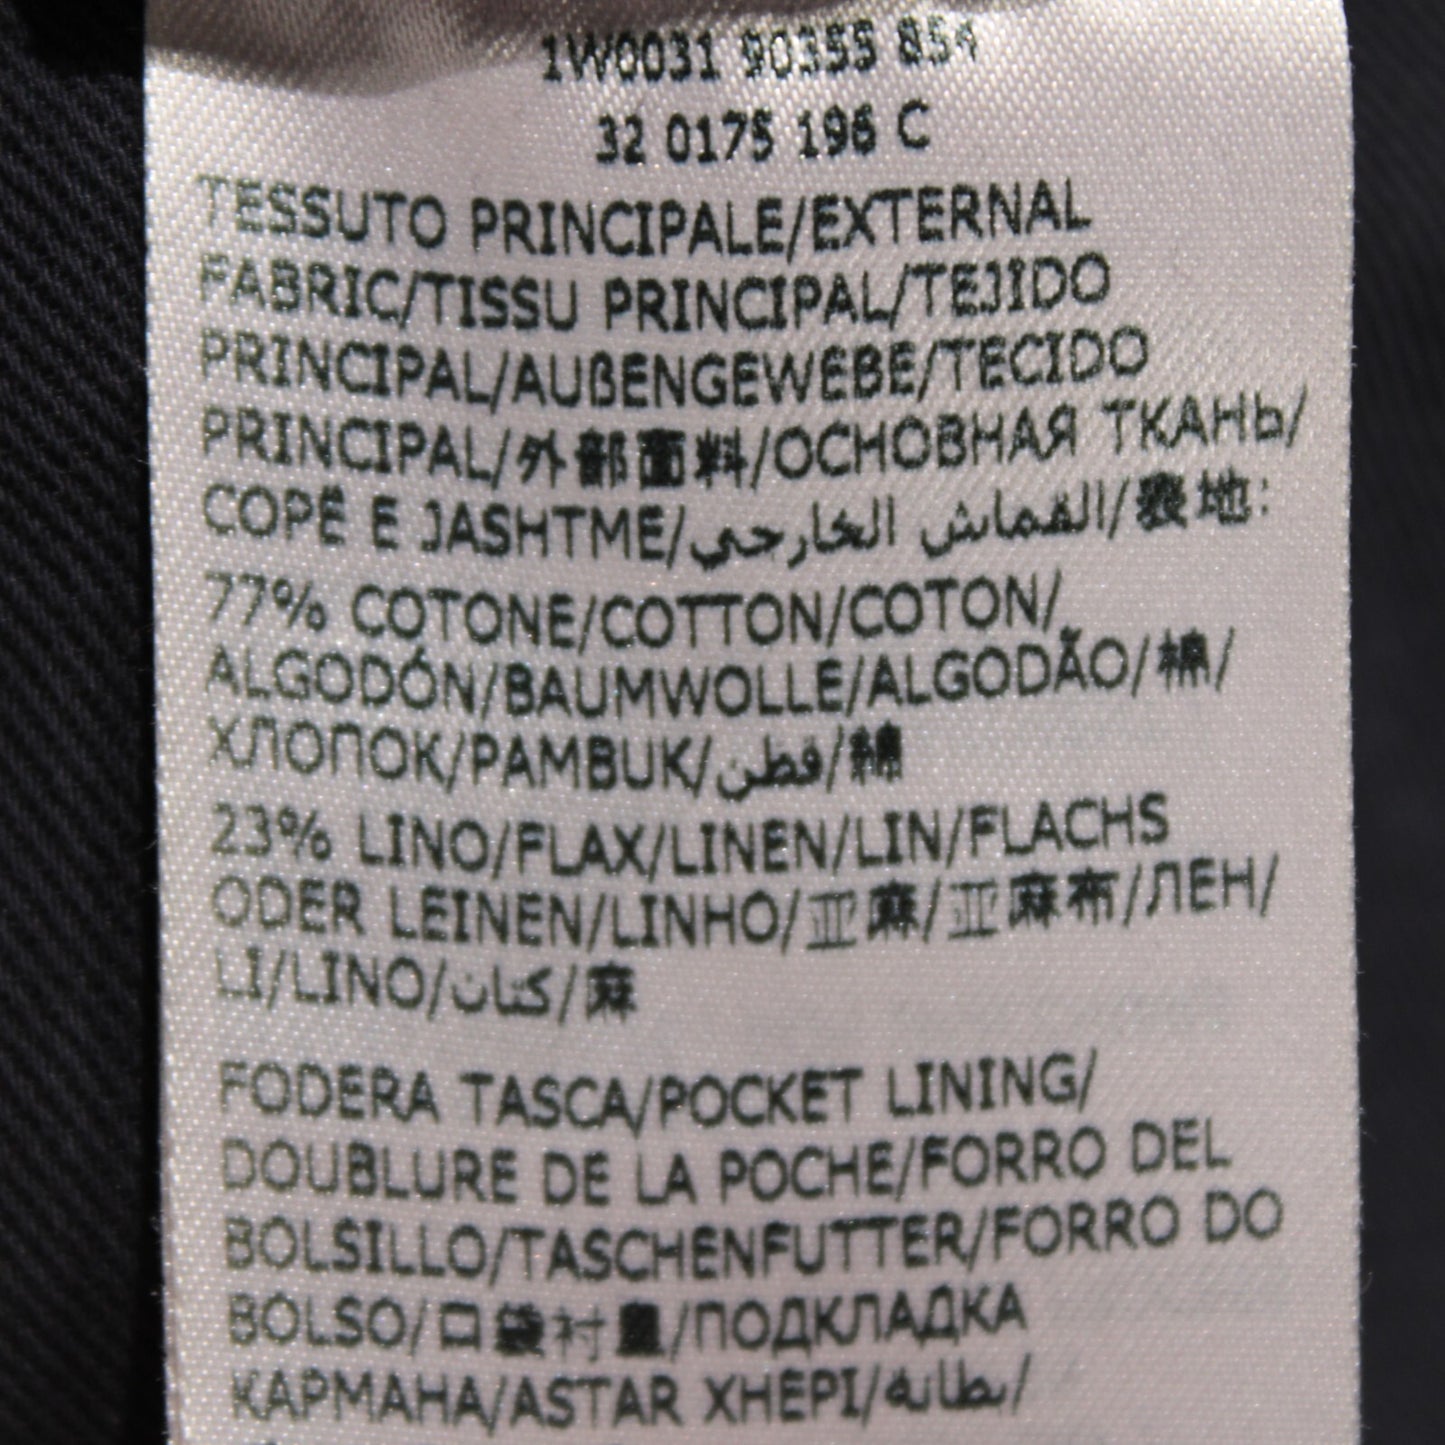 1W0031 90355 854
32 0175 196 C
TESSUTO PRINCIPALE/EXTERNAL
FABRIC/TISSU PRINCIPAL/TEJIDO
PRINCIPAL/AUßENGEWEBE/TECIDO
PRINCIPAL/外部面料/ОСНОВНАЯ ТКАНЬ/
COPË E JASHTME/القماش الخارجي/表地:
77% COTONE/COTTON/COTON/
ALGODÓN/BAUMWOLLE/ALGODÃO/棉/
ХЛОПОК/PAMBUK/قطن/綿
23% LINO/FLAX/LINEN/LIN/FLACHS
ODER LEINEN/LINHO/亚麻/亚麻布/ЛЕН/
LI/LINO/كتان/麻
FODERA TASCA/POCKET LINING/
DOUBLURE DE LA POCHE/FORRO DEL
BOLSILLO/TASCHENFUTTER/FORRO DO
BOLSO/口袋衬里/ПОДКЛАДКА
КАРМАНА/ASTAR XHEPI/بطانة/